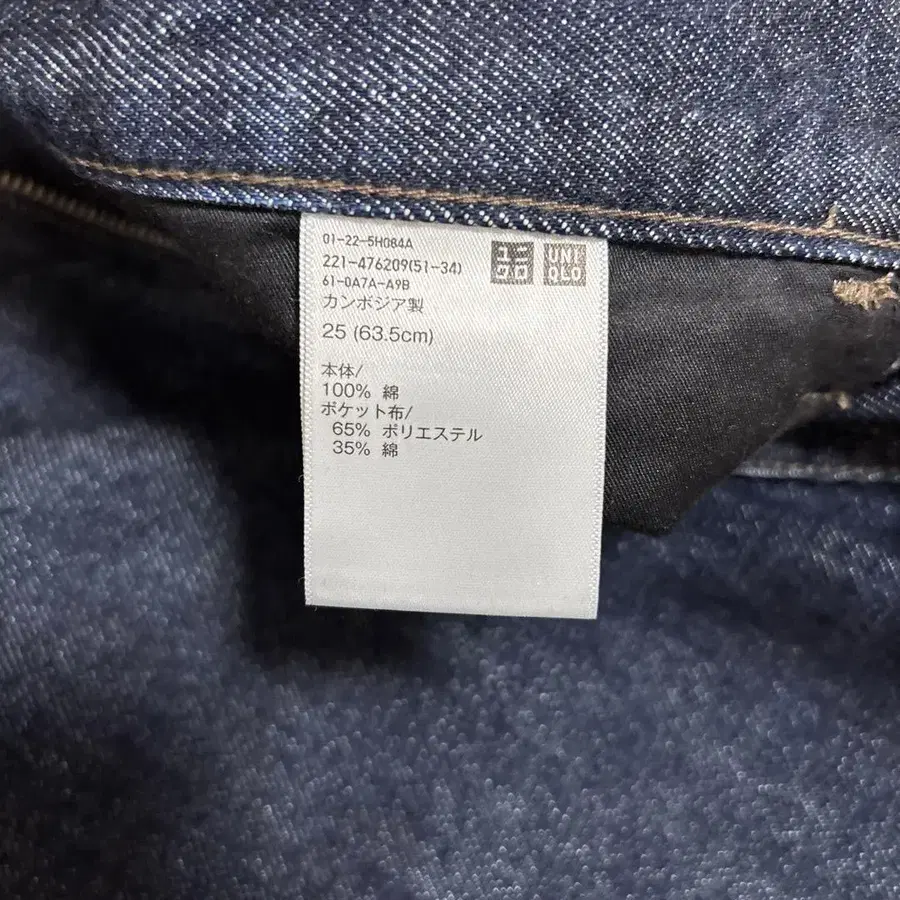 01-22-5H084A
221-476209(51-34)
61-0A7A-A9B
カンボジア製
25 (63.5cm)
本体/
100% 綿
ポケット布/
65% ポリエステル
35% 綿
ユニ
クロ
UNI
QLO